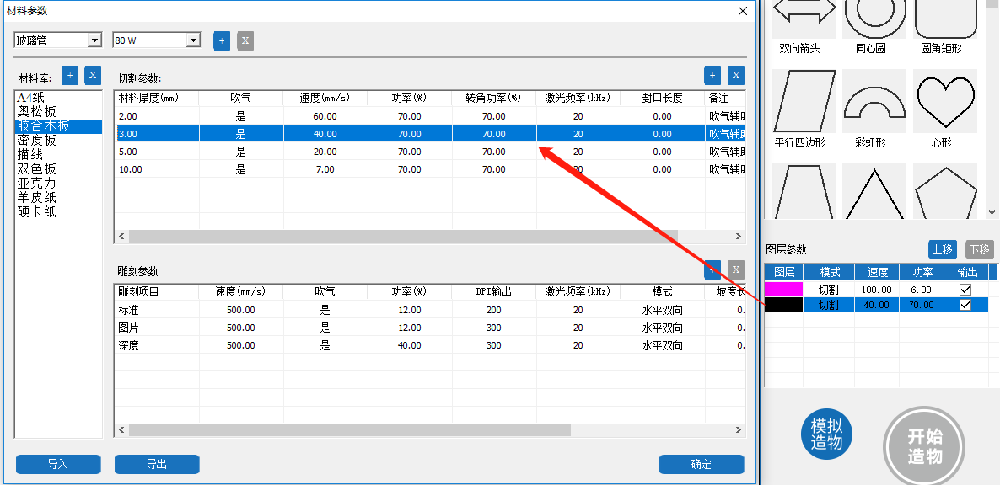 材料参数
玻璃管 80 W + X
材料库: + X
A4纸
奥松板
胶合木板
密度板
描线
双色板
亚克力
羊皮纸
硬卡纸
切割参数: + X
材料厚度(mm) 吹气 速度(mm/s) 功率(%) 转角功率(%) 激光频率(kHz) 封口长度 备注
2.00 是 60.00 70.00 70.00 20 0.00 吹气辅助
3.00 是 40.00 70.00 70.00 20 0.00 吹气辅助
5.00 是 20.00 70.00 70.00 20 0.00 吹气辅助
10.00 是 7.00 70.00 70.00 20 0.00 吹气辅助
雕刻参数 X
雕刻项目 速度(mm/s) 吹气 功率(%) DPI输出 激光频率(kHz) 模式 坡度长
标准 500.00 是 12.00 200 20 水平双向 0.
图片 500.00 是 12.00 300 20 水平双向 0.
深度 500.00 是 40.00 300 20 水平双向 0.
导入 导出 确定
双向箭头 同心圆 圆角矩形
平行四边形 彩虹形 心形
图层参数 上移 下移
图层 模式 速度 功率 输出
切割 100.00 6.00
切割 40.00 70.00
模拟
造物
开始
造物